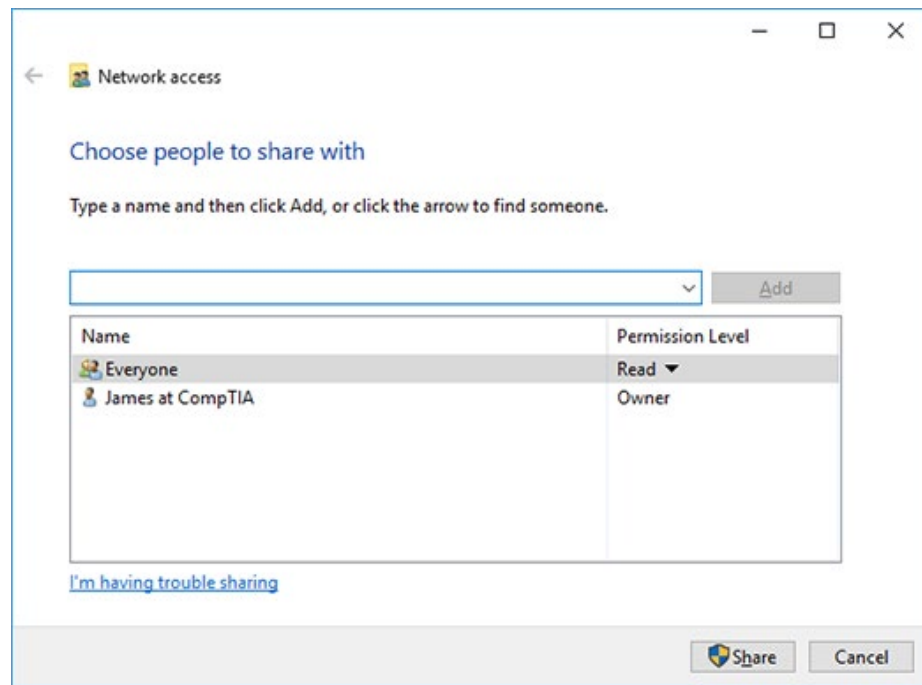 Network access
Choose people to share with
Type a name and then click Add, or click the arrow to find someone.
Add
Name Permission Level
Everyone Read
James at CompTIA Owner
I'm having trouble sharing
Share Cancel